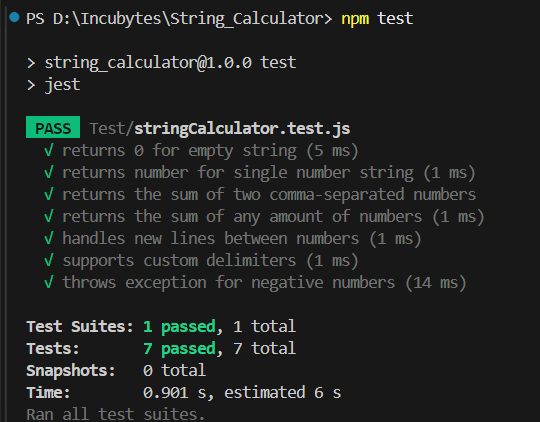 PS D:\Incubytes\String_Calculator> npm test
> string_calculator@1.0.0 test
> jest
PASS Test/stringCalculator.test.js
√ returns 0 for empty string (5 ms)
√ returns number for single number string (1 ms)
√ returns the sum of two comma-separated numbers
√ returns the sum of any amount of numbers (1 ms)
√ handles new lines between numbers (1 ms)
√ supports custom delimiters (1 ms)
√ throws exception for negative numbers (14 ms)
Test Suites: 1 passed, 1 total
Tests: 7 passed, 7 total
Snapshots: 0 total
Time: 0.901 s, estimated 6 s
Ran all test suites.